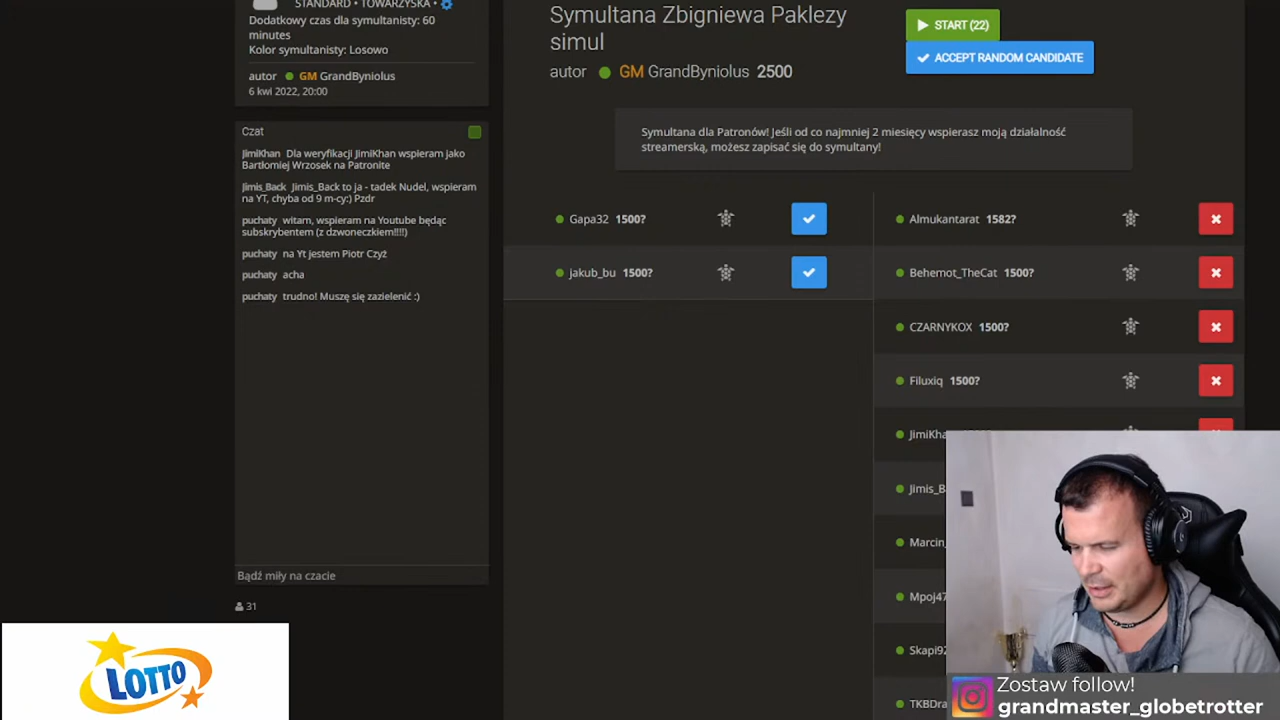 STANDARD • TOWARZYSKA •
Dodatkowy czas dla symultanisty: 60
minutes
Kolor symultanisty: Losowo
autor GM GrandByniolus
6 kwi 2022, 20:00
Czat
JimiKhan Dla weryfikacji JimiKhan wspieram jako
Bartłomiej Wrzosek na Patronite
Jimis_Back Jimis_Back to ja - tadek Nudel, wspieram
na YT, chyba od 9 m-cy:) Pzdr
puchaty witam, wspieram na Youtube będąc
subskrybentem (z dzwoneczkiem!!!!)
puchaty na Yt jestem Piotr Czyż
puchaty acha
puchaty trudno! Muszę się zazielenić :)
Bądź miły na czacie
31
LOTTO
Symultana Zbigniewa Paklezy
simul
autor GM GrandByniolus 2500
START (22)
ACCEPT RANDOM CANDIDATE
Symultana dla Patronów! Jeśli od co najmniej 2 miesięcy wspierasz moją działalność
streamerską, możesz zapisać się do symultany!
Gapa32 1500?
jakub_bu 1500?
Almukantarat 1582?
Behemot_TheCat 1500?
CZARNYKOX 1500?
Filuxiq 1500?
JimiKha
Jimis_B
Marcin_
Mpoj47
Skapi92
TKBDra
Zostaw follow!
grandmaster_globetrotter